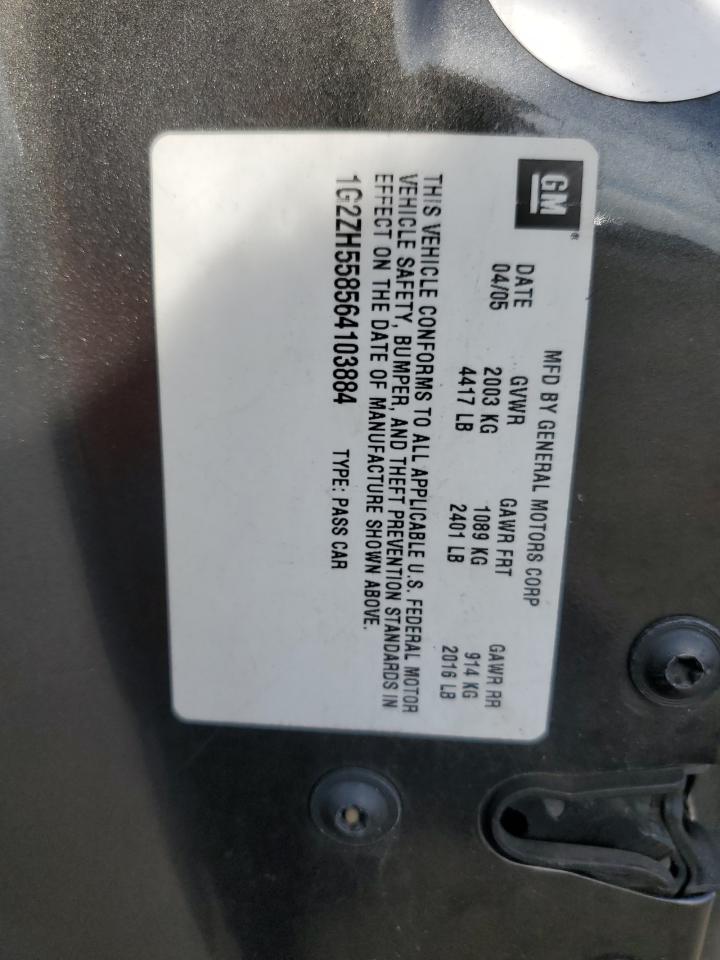 GM®
MFD BY GENERAL MOTORS CORP
DATE GVWR GAWR FRT GAWR RR
04/05 2003 KG 1089 KG 914 KG
4417 LB 2401 LB 2016 LB
THIS VEHICLE CONFORMS TO ALL APPLICABLE U.S. FEDERAL MOTOR
VEHICLE SAFETY, BUMPER, AND THEFT PREVENTION STANDARDS IN
EFFECT ON THE DATE OF MANUFACTURE SHOWN ABOVE.
1G2ZH558564103884 TYPE: PASS CAR